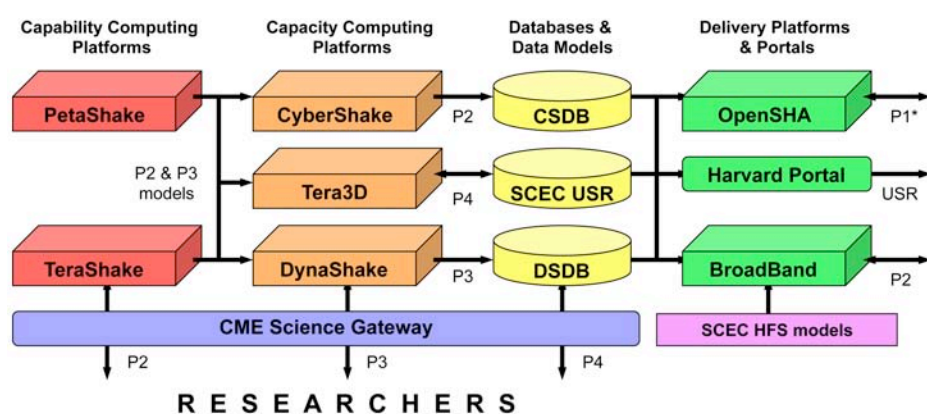 Capability Computing
Platforms
Capacity Computing
Platforms
Databases &
Data Models
Delivery Platforms
& Portals
PetaShake
CyberShake
P2
CSDB
OpenSHA
P1*
P2 & P3
models
Tera3D
P4
SCEC USR
Harvard Portal
USR
TeraShake
DynaShake
P3
DSDB
BroadBand
P2
CME Science Gateway
SCEC HFS models
P2
P3
P4
RESEARCHERS